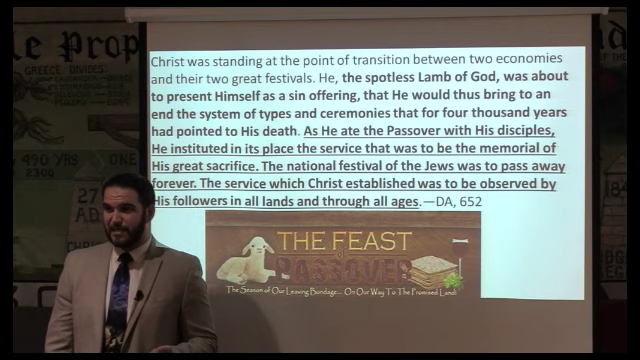 e Prop
GREECE DIVIDES:
490 YRS
2300
ONE
27
A.D.
Christ was standing at the point of transition between two economies
and their two great festivals. He, the spotless Lamb of God, was about
to present Himself as a sin offering, that He would thus bring to an
end the system of types and ceremonies that for four thousand years
had pointed to His death. As He ate the Passover with His disciples,
He instituted in its place the service that was to be the memorial of
His great sacrifice. The national festival of the Jews was to pass away
forever. The service which Christ established was to be observed by
His followers in all lands and through all ages.—DA, 652
THE FEAST
PASSOVER
The Season of Our Leaving Bondage... On Our Way To The Promised Land!